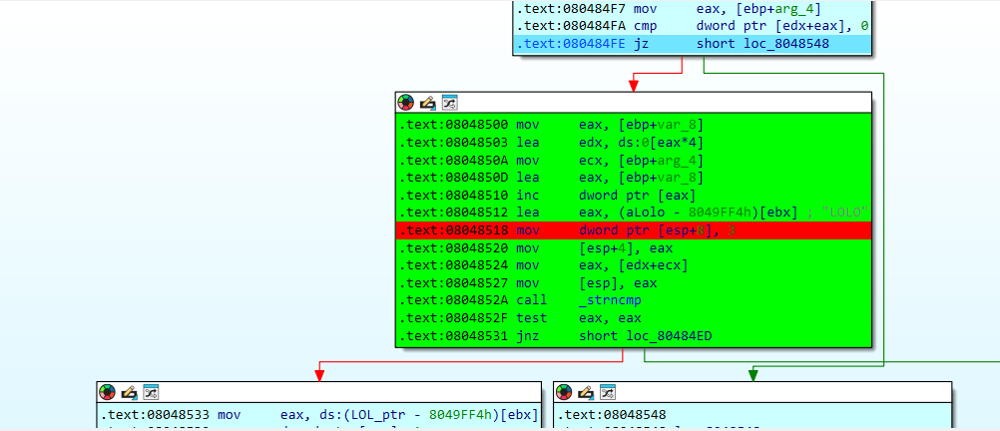 .text:080484F7 mov eax, [ebp+arg_4]
.text:080484FA cmp dword ptr [edx+eax], 0
.text:080484FE jz short loc_8048548
.text:08048500 mov eax, [ebp+var_8]
.text:08048503 lea edx, ds:0[eax*4]
.text:0804850A mov ecx, [ebp+arg_4]
.text:0804850D lea eax, [ebp+var_8]
.text:08048510 inc dword ptr [eax]
.text:08048512 lea eax, (aLolo - 8049FF4h)[ebx] ; "LOLO"
.text:08048518 mov dword ptr [esp+8], 8
.text:08048520 mov [esp+4], eax
.text:08048524 mov eax, [edx+ecx]
.text:08048527 mov [esp], eax
.text:0804852A call _strncmp
.text:0804852F test eax, eax
.text:08048531 jnz short loc_80484ED
.text:08048533 mov eax, ds:(LOL_ptr - 8049FF4h)[ebx]
.text:08048548